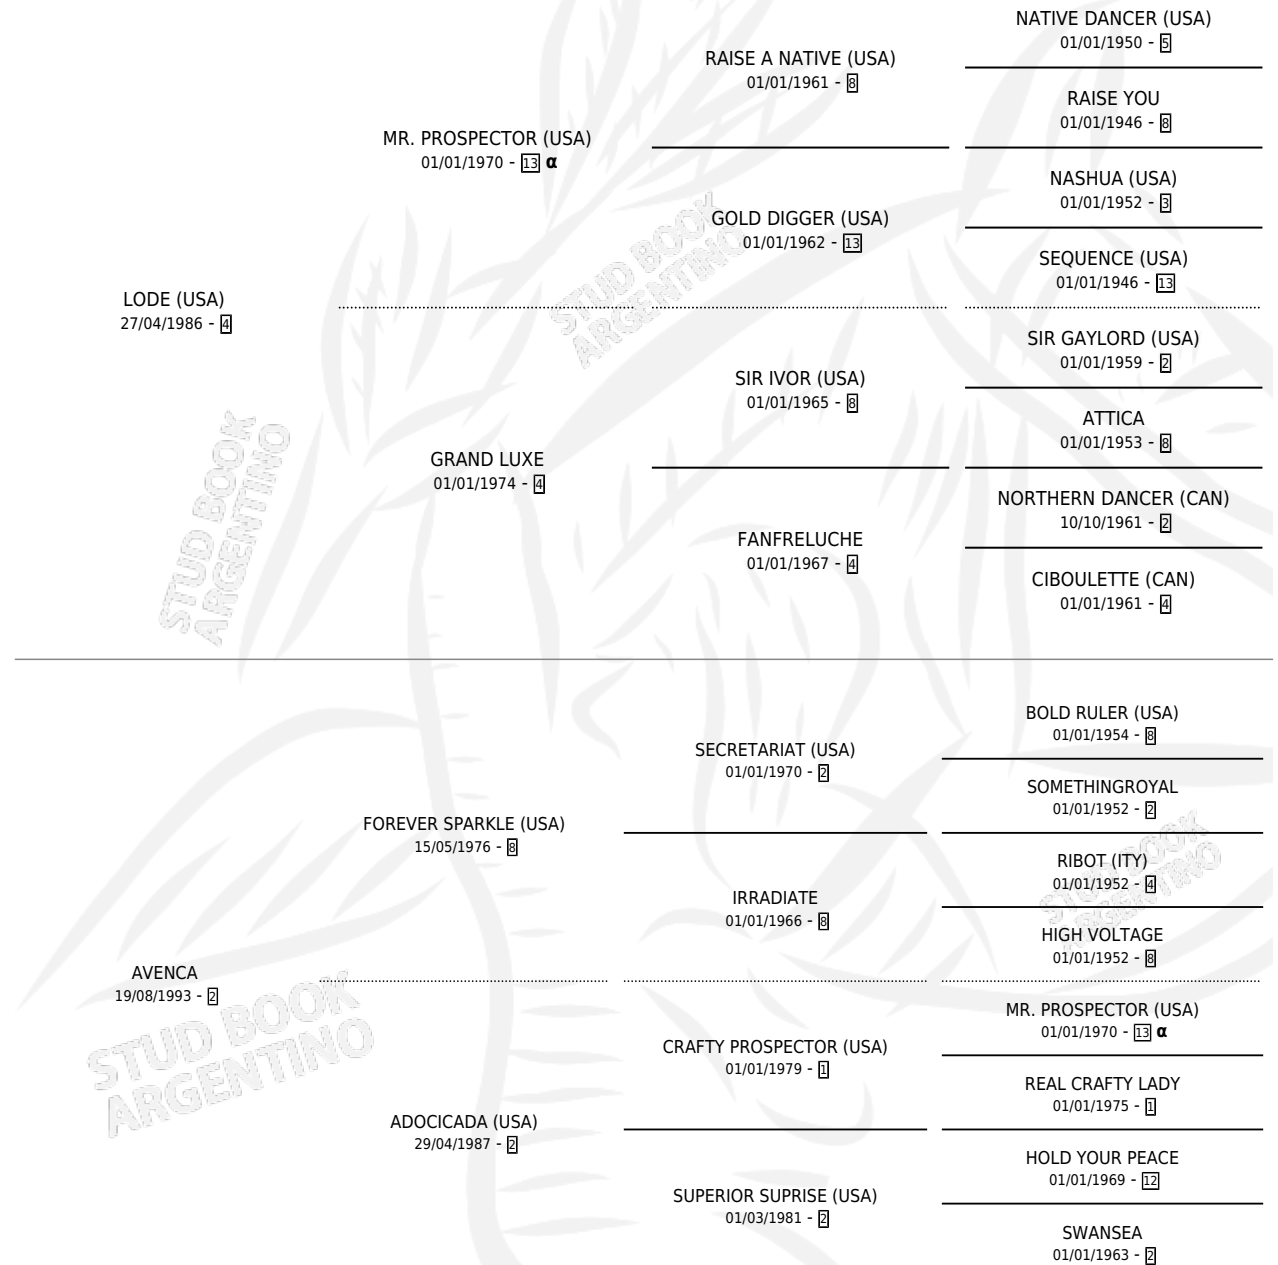 NATIVE DANCER (USA)
01/01/1950 - 5
RAISE A NATIVE (USA)
01/01/1961 - 8
RAISE YOU
01/01/1946 - 8
MR. PROSPECTOR (USA)
01/01/1970 - 13 α
NASHUA (USA)
01/01/1952 - 3
GOLD DIGGER (USA)
01/01/1962 - 13
SEQUENCE (USA)
01/01/1946 - 13
STUD BOOK
ARGENTINO
LODE (USA)
27/04/1986 - 4
SIR GAYLORD (USA)
01/01/1959 - 2
SIR IVOR (USA)
01/01/1965 - 8
ATTICA
01/01/1953 - 8
GRAND LUXE
01/01/1974 - 4
NORTHERN DANCER (CAN)
10/10/1961 - 2
FANFRELUCHE
01/01/1967 - 4
CIBOULETTE (CAN)
01/01/1961 - 4
STUD BOOK
ARGENTINO
BOLD RULER (USA)
01/01/1954 - 8
SECRETARIAT (USA)
01/01/1970 - 2
SOMETHINGROYAL
01/01/1952 - 2
FOREVER SPARKLE (USA)
15/05/1976 - 8
RIBOT (ITY)
01/01/1952 - 4
IRRADIATE
01/01/1966 - 8
HIGH VOLTAGE
01/01/1952 - 8
STUD BOOK
ARGENTINO
AVENCA
19/08/1993 - 2
MR. PROSPECTOR (USA)
01/01/1970 - 13 α
CRAFTY PROSPECTOR (USA)
01/01/1979 - 1
REAL CRAFTY LADY
01/01/1975 - 1
ADOCICADA (USA)
29/04/1987 - 2
HOLD YOUR PEACE
01/01/1969 - 12
SUPERIOR SUPRISE (USA)
01/03/1981 - 2
SWANSEA
01/01/1963 - 2
STUD BOOK
ARGENTINO